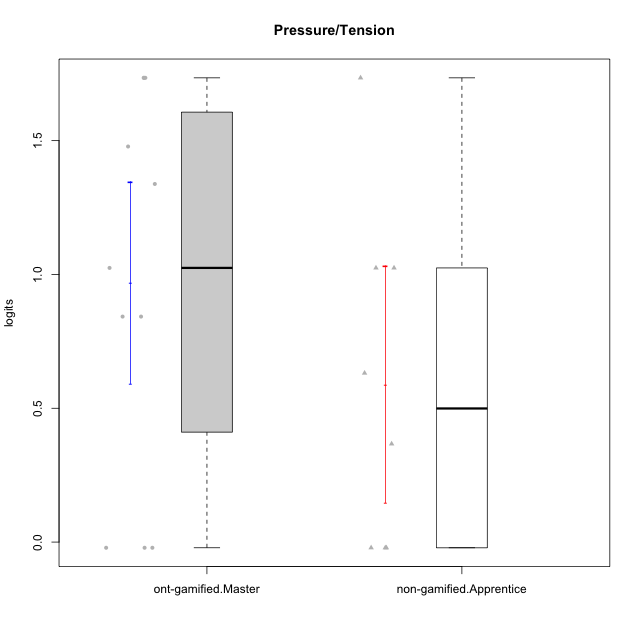 Pressure/Tension
logits
1.5
1.0
0.5
0.0
ont-gamified.Master
non-gamified.Apprentice